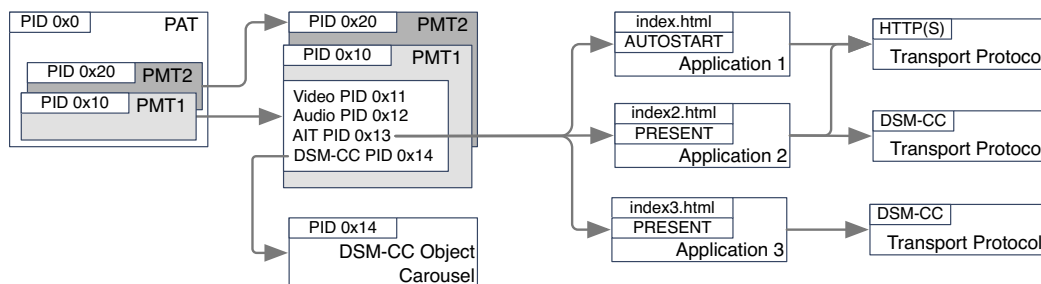 PID 0x0
PAT
PID 0x20
PMT2
PID 0x10
PMT1
PID 0x20
PMT2
PID 0x10
PMT1
Video PID 0x11
Audio PID 0x12
AIT PID 0x13
DSM-CC PID 0x14
PID 0x14
DSM-CC Object
Carousel
index.html
AUTOSTART
Application 1
index2.html
PRESENT
Application 2
index3.html
PRESENT
Application 3
HTTP(S)
Transport Protoco
DSM-CC
Transport Protoco
DSM-CC
Transport Protocol